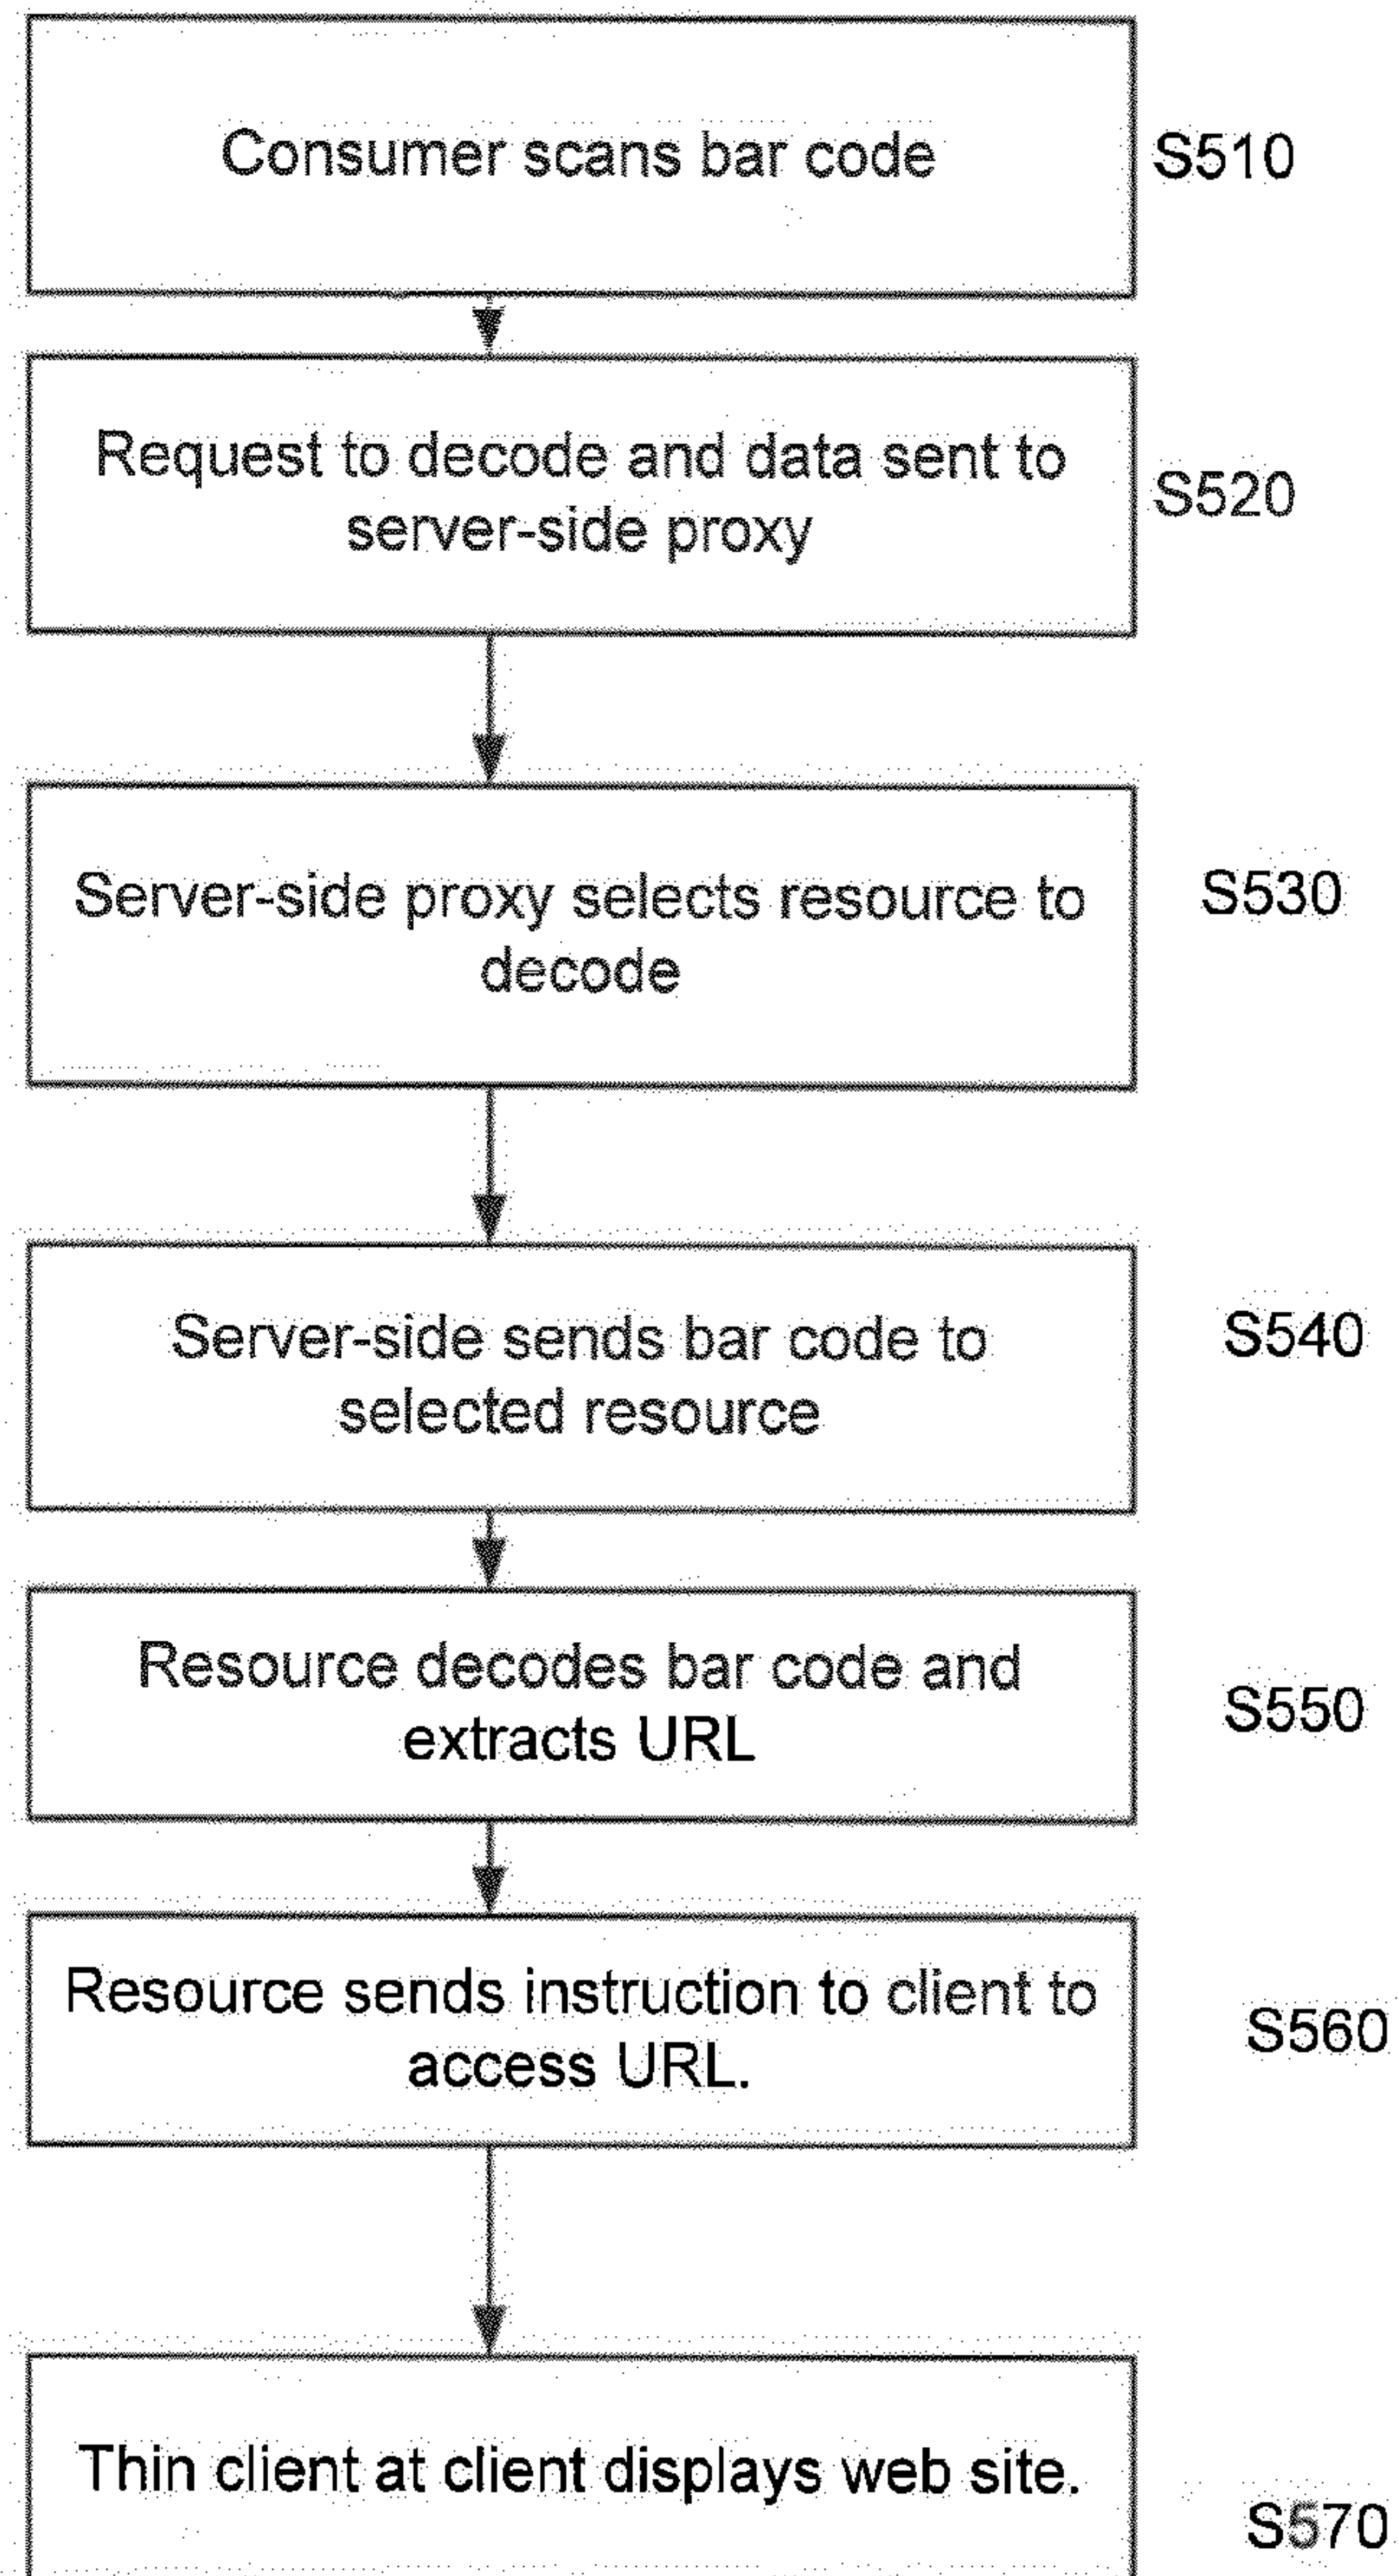 Consumer scans bar code
S510
Request to decode and data sent to
server-side proxy
S520
Server-side proxy selects resource to
decode
S530
Server-side sends bar code to
selected resource
S540
Resource decodes bar code and
extracts URL
S550
Resource sends instruction to client to
access URL.
S560
Thin client at client displays web site.
S570